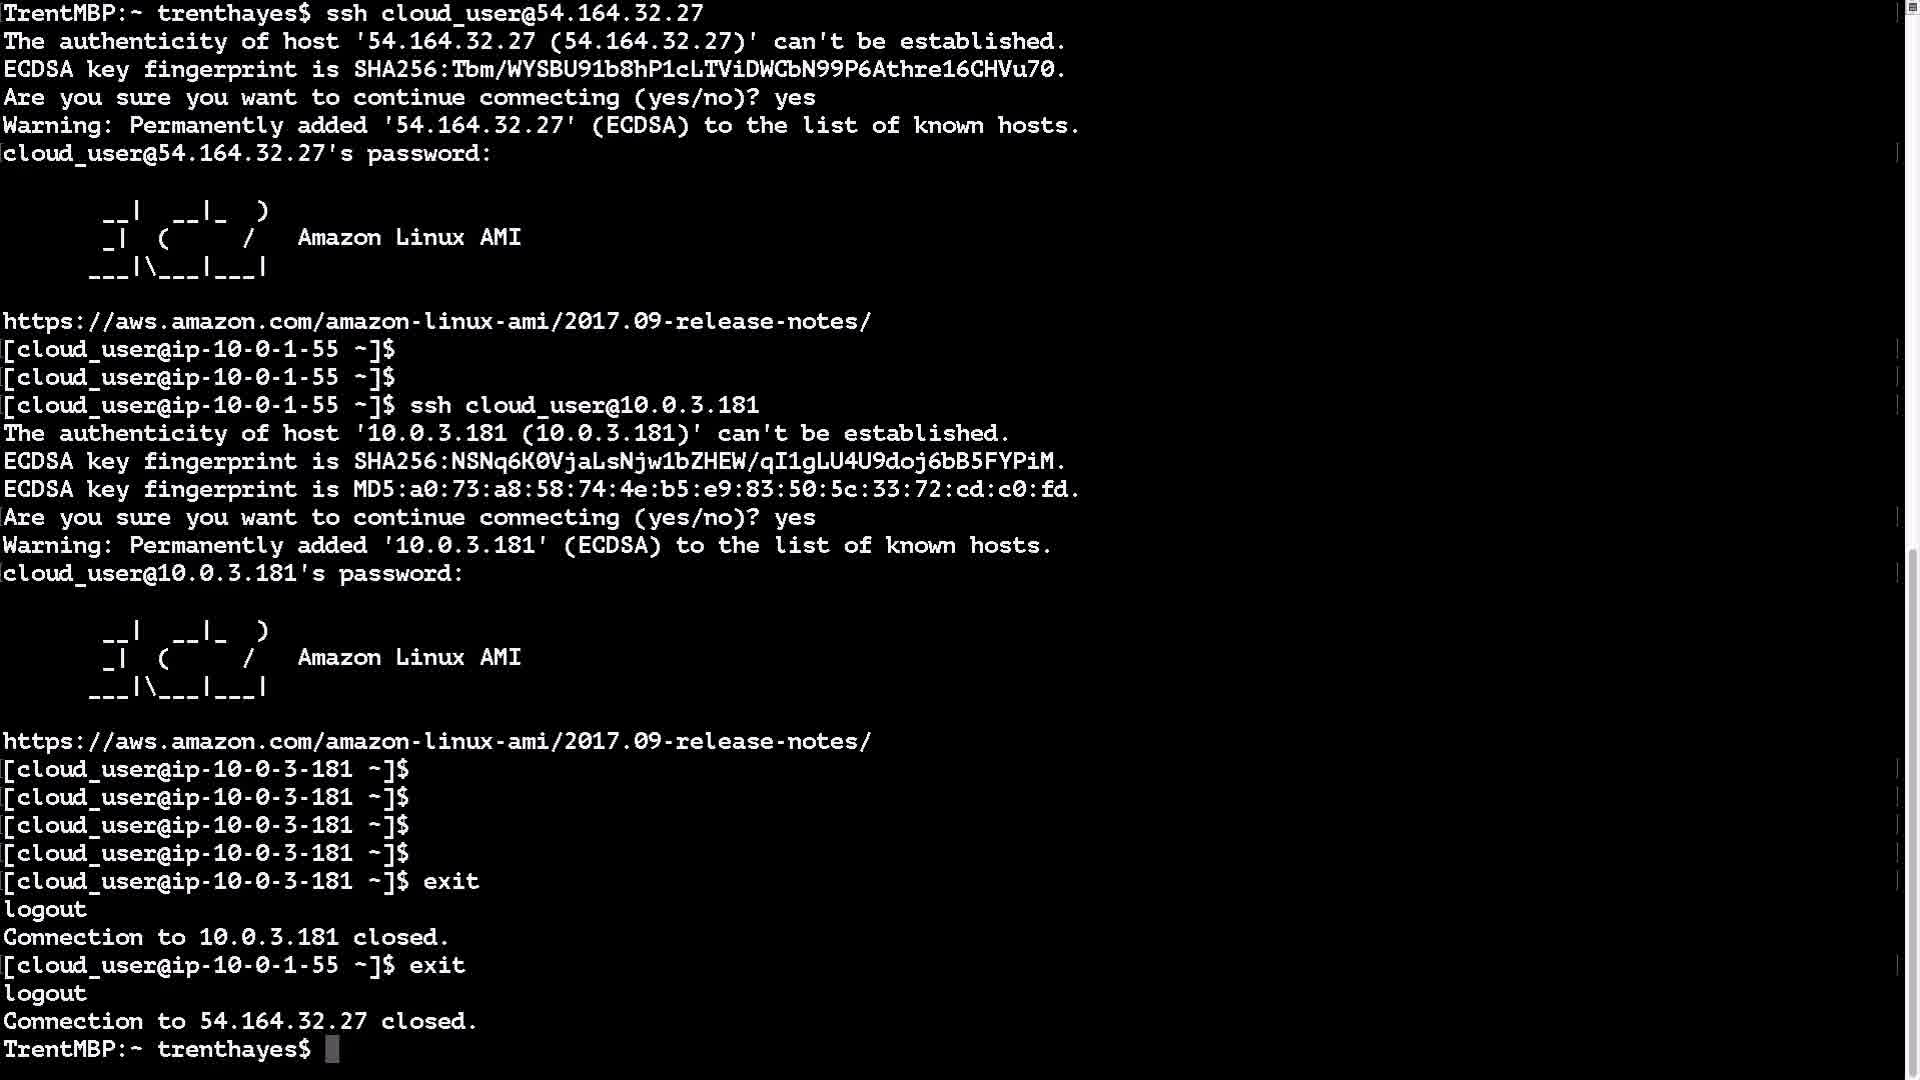 TrentMBP:~ trenthayes$ ssh cloud_user@54.164.32.27
The authenticity of host '54.164.32.27 (54.164.32.27)' can't be established.
ECDSA key fingerprint is SHA256:Tbm/WYSBU91b8hP1cLTViDWCbN99P6Athre16CHVu70.
Are you sure you want to continue connecting (yes/no)? yes
Warning: Permanently added '54.164.32.27' (ECDSA) to the list of known hosts.
cloud_user@54.164.32.27's password:
       __|  __|_  )
       _|  (     /   Amazon Linux AMI
      ___|\___|___|
https://aws.amazon.com/amazon-linux-ami/2017.09-release-notes/
[cloud_user@ip-10-0-1-55 ~]$
[cloud_user@ip-10-0-1-55 ~]$
[cloud_user@ip-10-0-1-55 ~]$ ssh cloud_user@10.0.3.181
The authenticity of host '10.0.3.181 (10.0.3.181)' can't be established.
ECDSA key fingerprint is SHA256:NSNq6K0VjaLsNjw1bZHEW/qI1gLU4U9doj6bB5FYPiM.
ECDSA key fingerprint is MD5:a0:73:a8:58:74:4e:b5:e9:83:50:5c:33:72:cd:c0:fd.
Are you sure you want to continue connecting (yes/no)? yes
Warning: Permanently added '10.0.3.181' (ECDSA) to the list of known hosts.
cloud_user@10.0.3.181's password:
       __|  __|_  )
       _|  (     /   Amazon Linux AMI
      ___|\___|___|
https://aws.amazon.com/amazon-linux-ami/2017.09-release-notes/
[cloud_user@ip-10-0-3-181 ~]$
[cloud_user@ip-10-0-3-181 ~]$
[cloud_user@ip-10-0-3-181 ~]$
[cloud_user@ip-10-0-3-181 ~]$
[cloud_user@ip-10-0-3-181 ~]$ exit
logout
Connection to 10.0.3.181 closed.
[cloud_user@ip-10-0-1-55 ~]$ exit
logout
Connection to 54.164.32.27 closed.
TrentMBP:~ trenthayes$